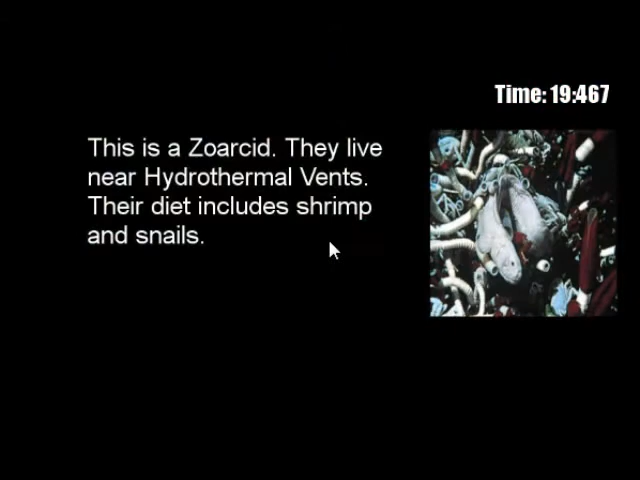 Time: 19:467
This is a Zoarcid. They live
near Hydrothermal Vents.
Their diet includes shrimp
and snails.